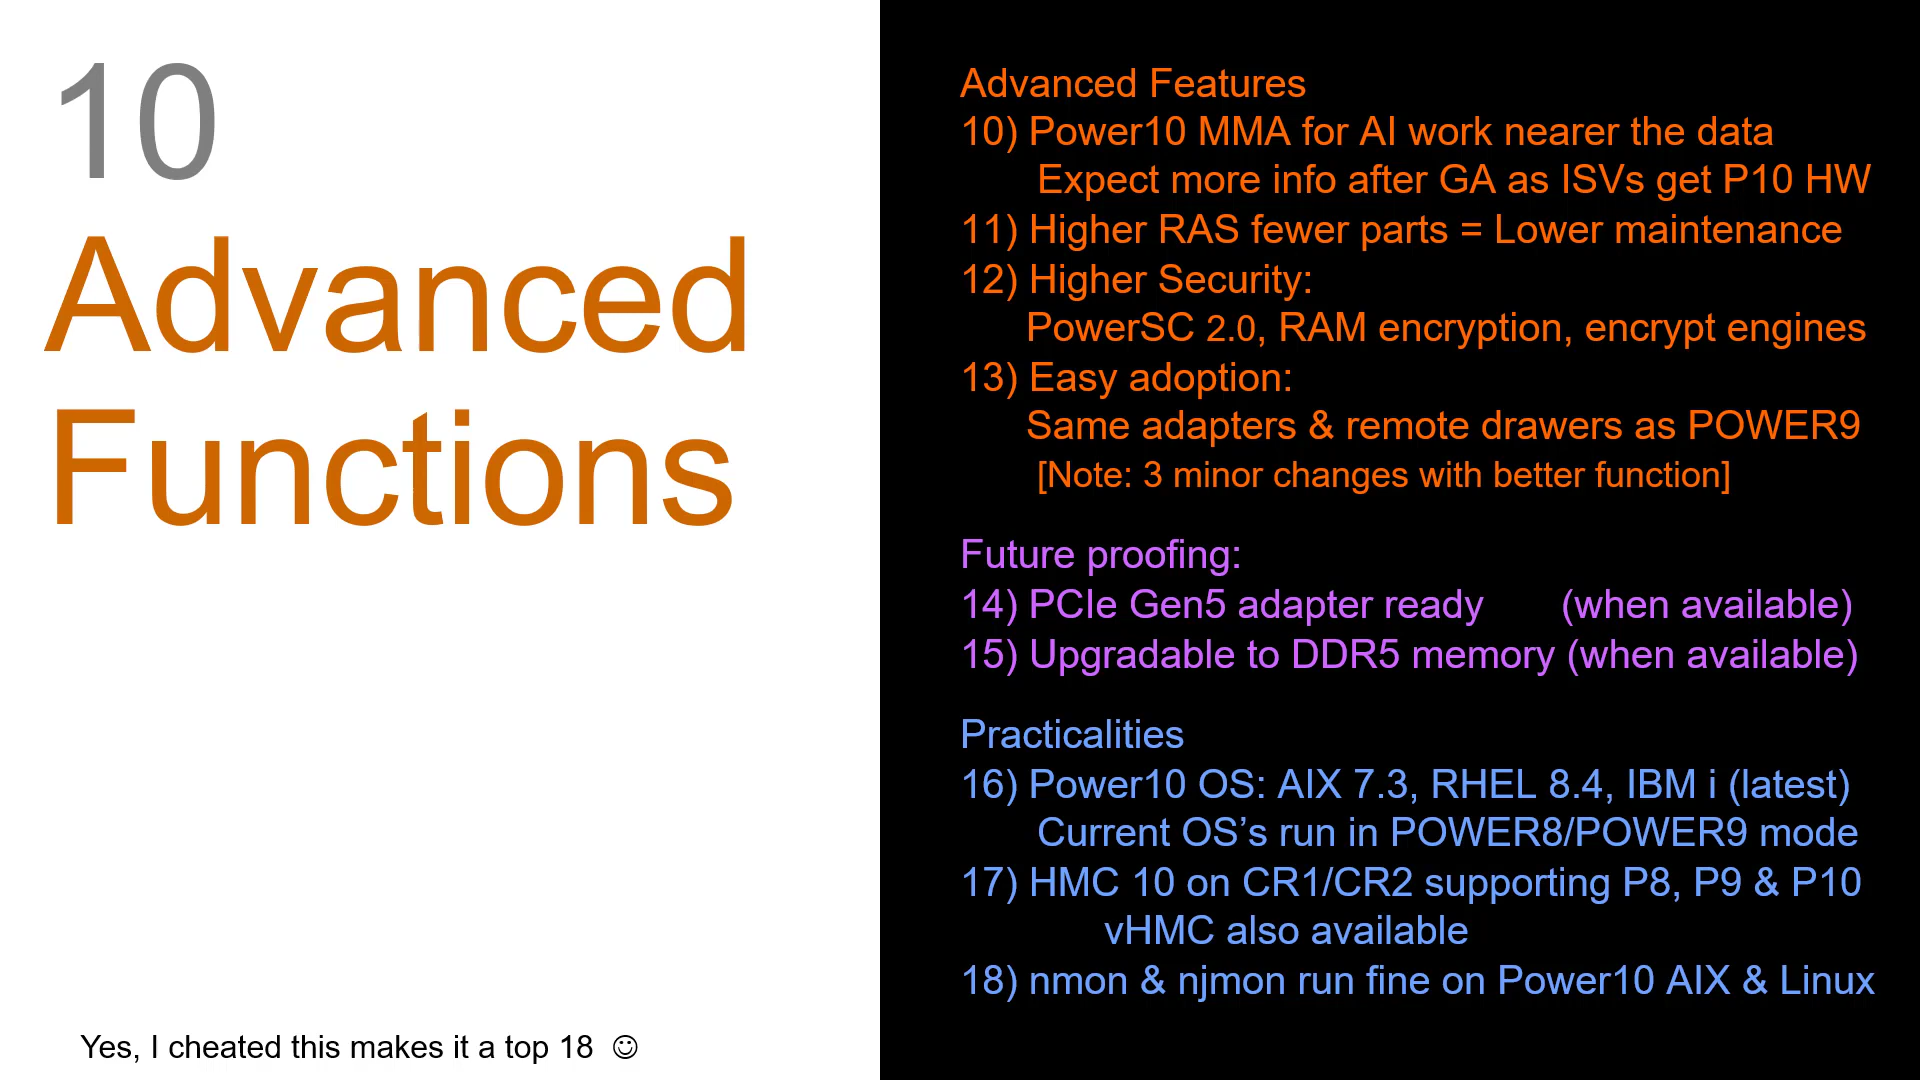 10
Advanced
Functions
Yes, I cheated this makes it a top 18 ☺
Advanced Features
10) Power10 MMA for AI work nearer the data
Expect more info after GA as ISVs get P10 HW
11) Higher RAS fewer parts = Lower maintenance
12) Higher Security:
PowerSC 2.0, RAM encryption, encrypt engines
13) Easy adoption:
Same adapters & remote drawers as POWER9
[Note: 3 minor changes with better function]
Future proofing:
14) PCIe Gen5 adapter ready (when available)
15) Upgradable to DDR5 memory (when available)
Practicalities
16) Power10 OS: AIX 7.3, RHEL 8.4, IBM i (latest)
Current OS’s run in POWER8/POWER9 mode
17) HMC 10 on CR1/CR2 supporting P8, P9 & P10
vHMC also available
18) nmon & njmon run fine on Power10 AIX & Linux